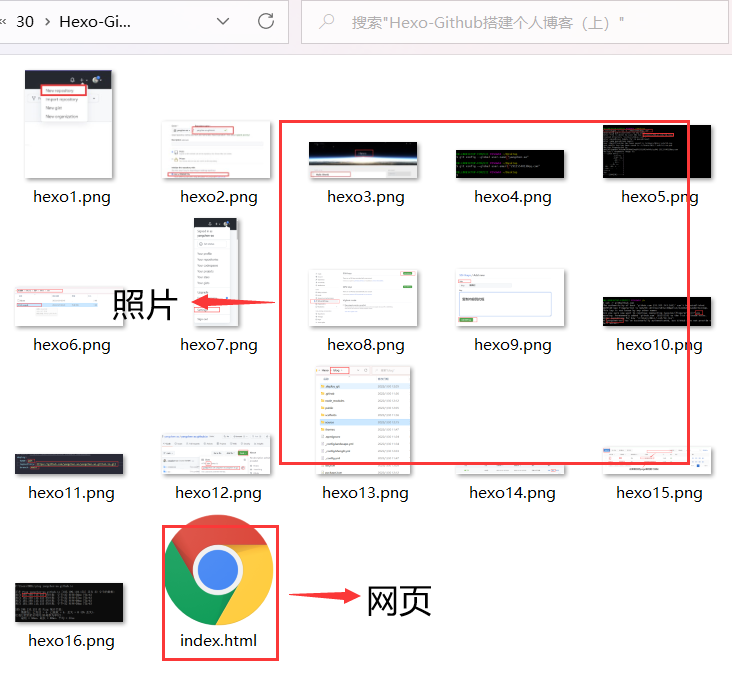 « 30 › Hexo-Gi...
搜索"Hexo-Github搭建个人博客（上）"
hexo1.png
hexo2.png
hexo3.png
hexo4.png
hexo5.png
hexo6.png
照片
hexo7.png
hexo8.png
hexo9.png
hexo10.png
hexo11.png
hexo12.png
hexo13.png
hexo14.png
hexo15.png
hexo16.png
index.html
网页